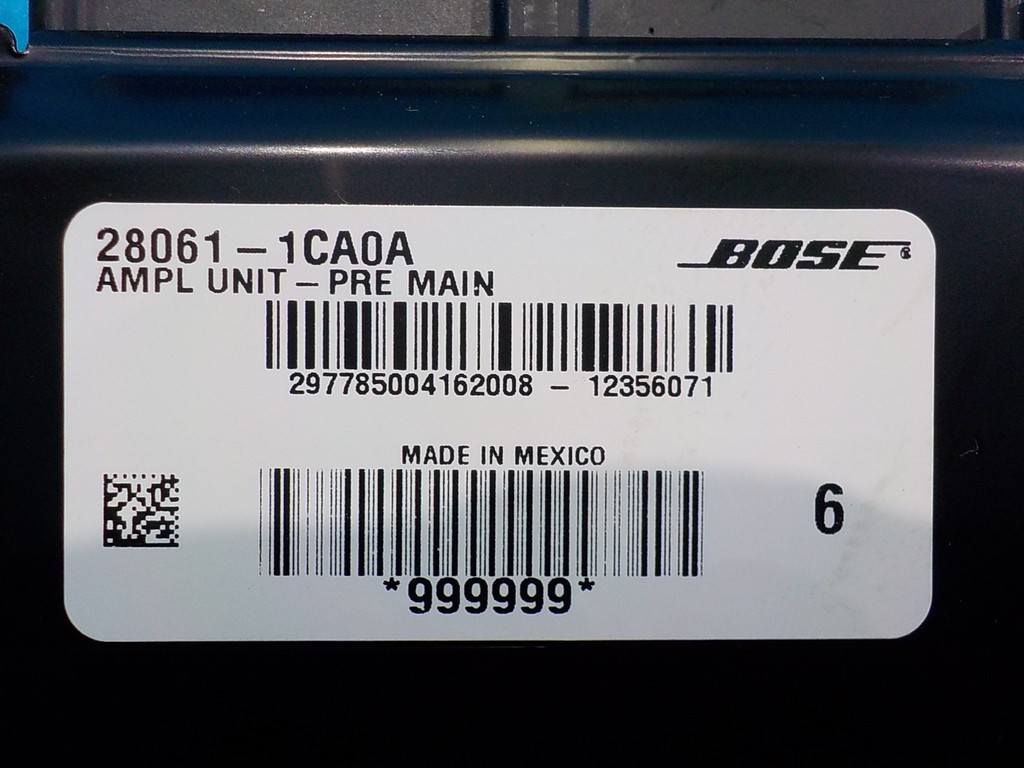 28061-1CA0A
BOSE®
AMPL UNIT-PRE MAIN
297785004162008 - 12356071
MADE IN MEXICO
6
*999999*